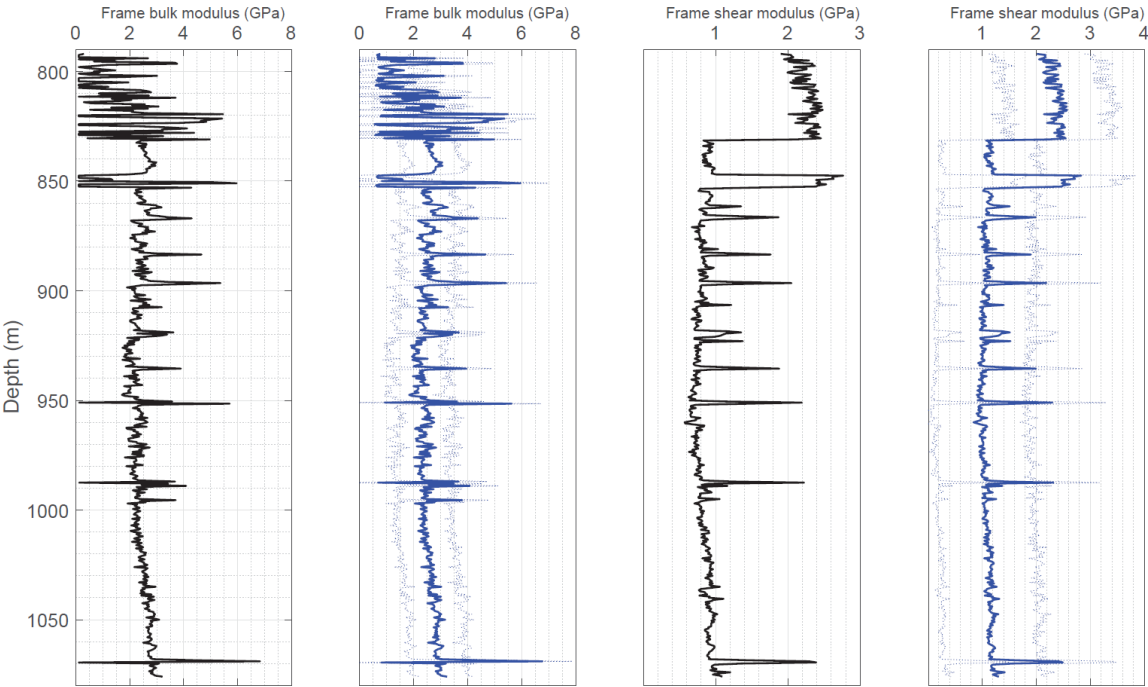 Frame bulk modulus (GPa) Frame bulk modulus (GPa) Frame shear modulus (GPa) Frame shear modulus (GPa)
0 2 4 6 8 0 2 4 6 8 1 2 3 1 2 3 4
800
850
900
Depth (m)
950
1000
1050